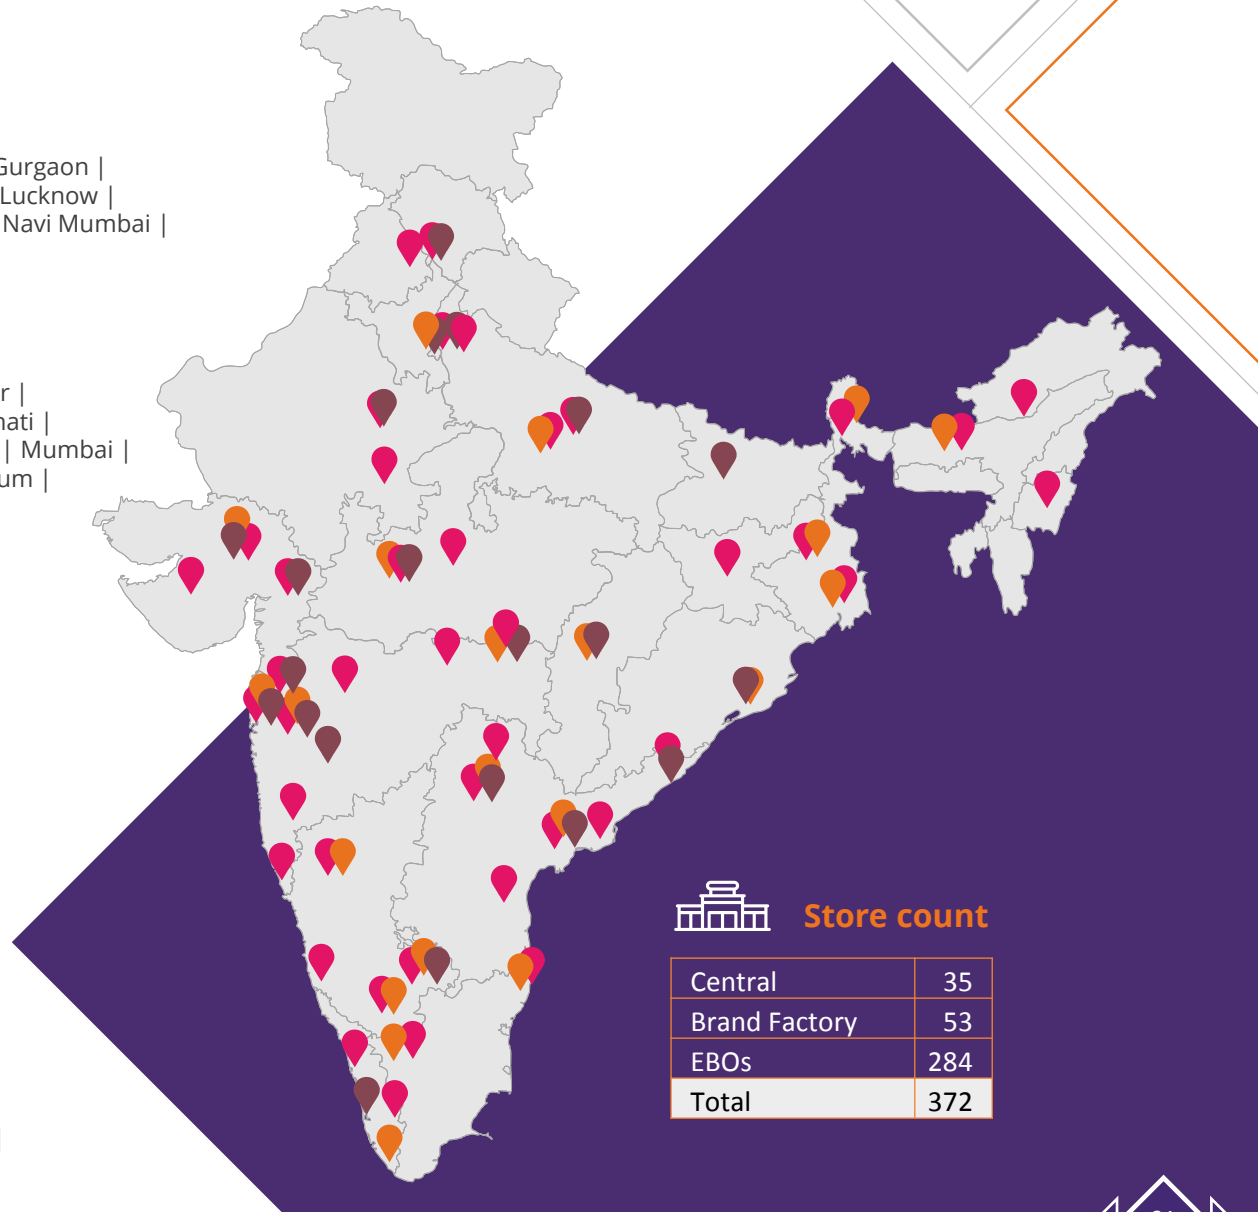 Gurgaon |
Lucknow |
Navi Mumbai |
r |
nati |
| Mumbai |
um |
Store count
Central 35
Brand Factory 53
EBOs 284
Total 372